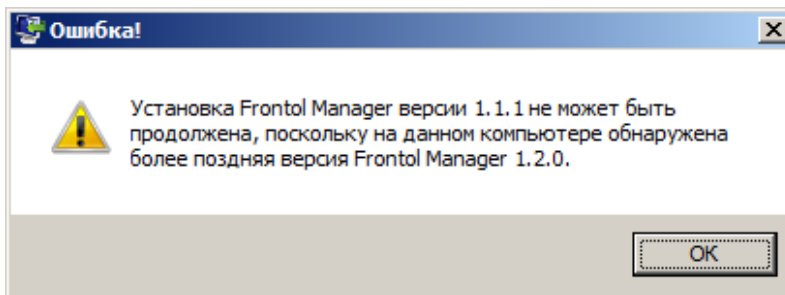 Ошибка!
Установка Frontol Manager версии 1.1.1 не может быть
продолжена, поскольку на данном компьютере обнаружена
более поздняя версия Frontol Manager 1.2.0.
OK